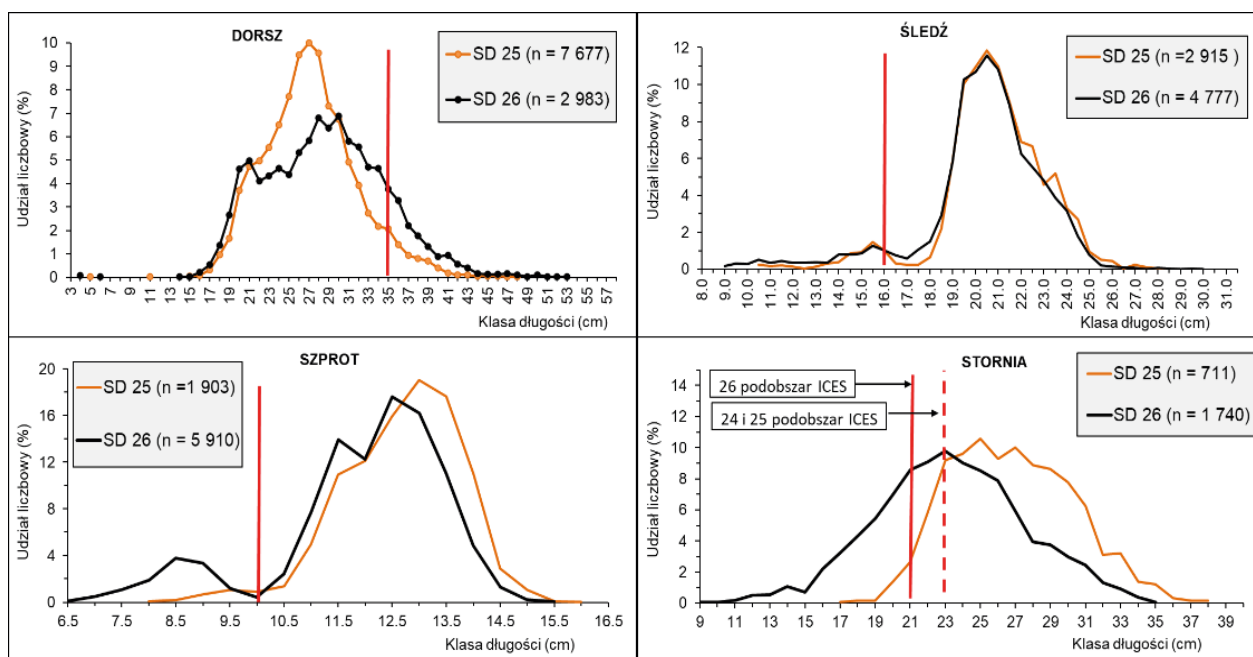 DORSZ
SD 25 (n = 7 677)
SD 26 (n = 2 983)
Udział liczbowy (%)
10
9
8
7
6
5
4
3
2
1
0
3 5 7 9 11 13 15 17 19 21 23 25 27 29 31 33 35 37 39 41 43 45 47 49 51 53 55 57
Klasa długości (cm)
ŚLEDŹ
SD 25 (n =2 915 )
SD 26 (n = 4 777)
Udział liczbowy (%)
12
10
8
6
4
2
0
8.0 9.0 10.0 11.0 12.0 13.0 14.0 15.0 16.0 17.0 18.0 19.0 20.0 21.0 22.0 23.0 24.0 25.0 26.0 27.0 28.0 29.0 30.0 31.0
Klasa długości (cm)
SZPROT
SD 25 (n =1 903)
SD 26 (n = 5 910)
Udział liczbowy (%)
20
16
12
8
4
0
6.5 7.5 8.5 9.5 10.5 11.5 12.5 13.5 14.5 15.5 16.5
Klasa długości (cm)
STORNIA
SD 25 (n = 711)
SD 26 (n = 1 740)
26 podobszar ICES
24 i 25 podobszar ICES
Udział liczbowy (%)
14
12
10
8
6
4
2
0
9 11 13 15 17 19 21 23 25 27 29 31 33 35 37 39
Klasa długości (cm)